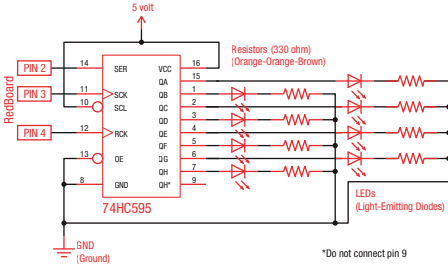 5 volt
RedBoard
PIN 2
PIN 3
PIN 4
14
11
10
12
13
8
SER
SCK
SCL
RCK
OE
GND
VCC
QA
QB
QC
QD
QE
QF
QG
QH
QH*
16
15
1
2
3
4
5
6
7
9
74HC595
Resistors (330 ohm)
(Orange-Orange-Brown)
LEDs
(Light-Emitting Diodes)
GND
(Ground)
*Do not connect pin 9